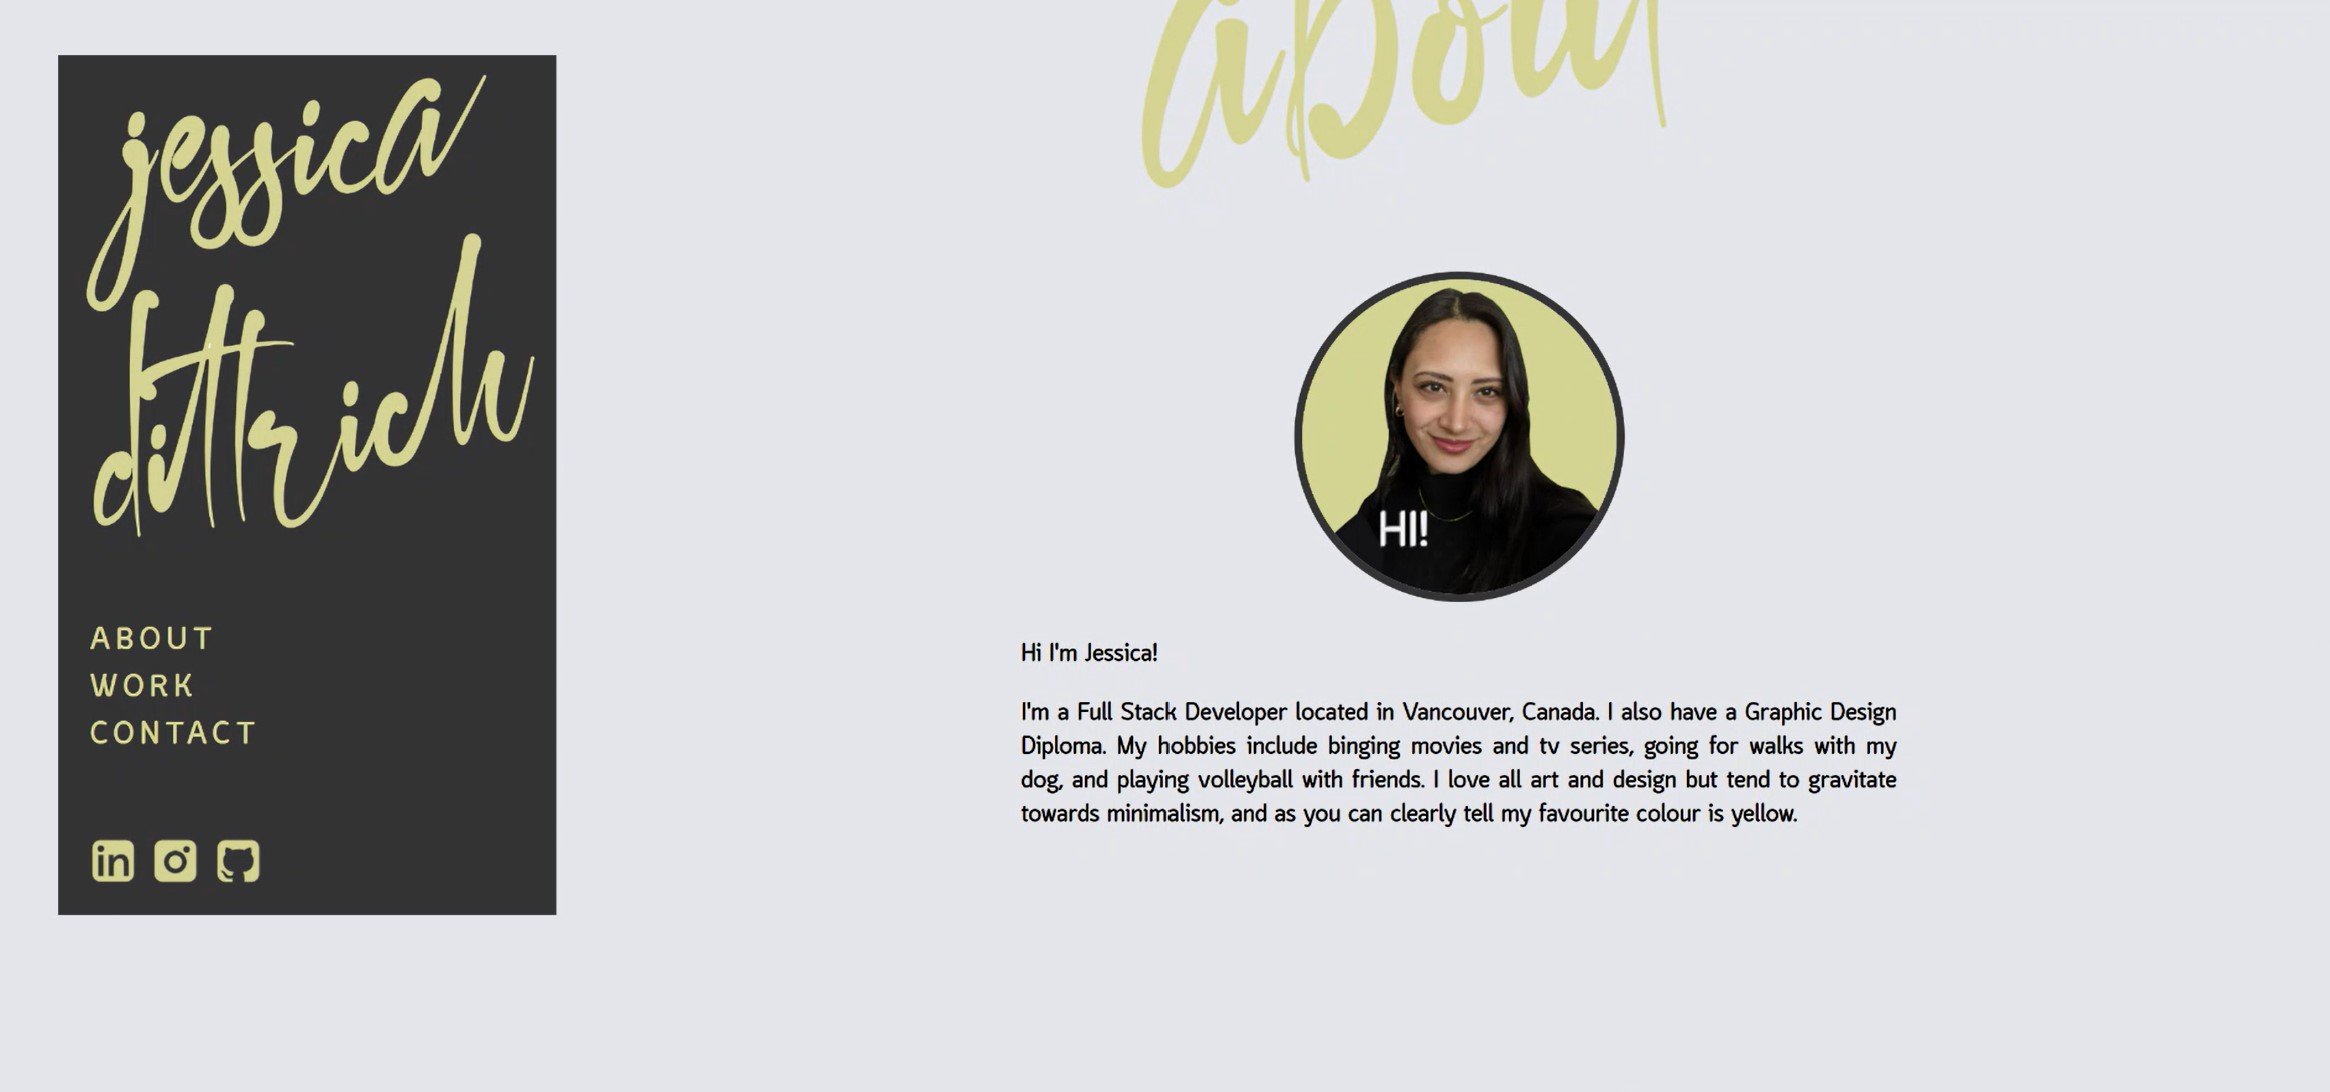 jessica
dittrich
ABOUT
WORK
CONTACT
in
about
HI!
Hi I'm Jessica!
I'm a Full Stack Developer located in Vancouver, Canada. I also have a Graphic Design
Diploma. My hobbies include binging movies and tv series, going for walks with my
dog, and playing volleyball with friends. I love all art and design but tend to gravitate
towards minimalism, and as you can clearly tell my favourite colour is yellow.